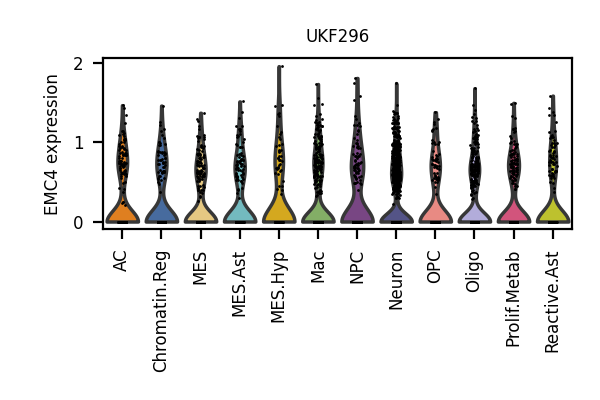 UKF296
EMC4 expression
2
1
0
AC
Chromatin.Reg
MES
MES.Ast
MES.Hyp
Mac
NPC
Neuron
OPC
Oligo
Prolif.Metab
Reactive.Ast